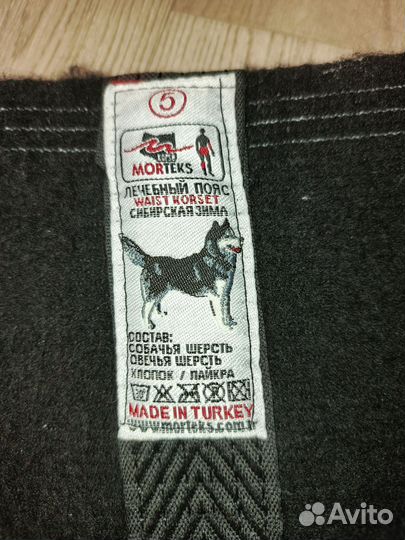 5
MORTEKS
ЛЕЧЕБНЫЙ ПОЯС
WAIST KORSET
СИБИРСКАЯ ЗИМА
СОСТАВ:
СОБАЧЬЯ ШЕРСТЬ
ОВЕЧЬЯ ШЕРСТЬ
ХЛОПОК / ЛАЙКРА
MADE IN TURKEY
www.morteks.com.tr
Avito